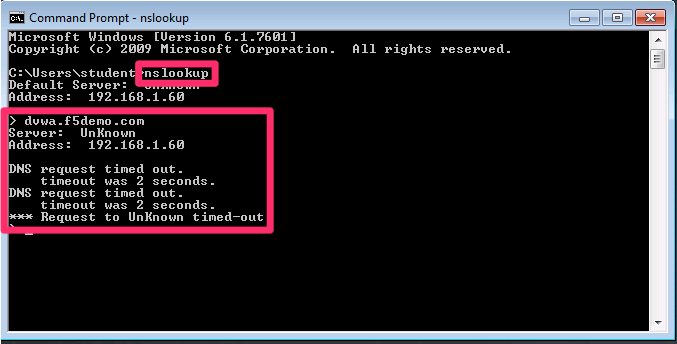 Command Prompt - nslookup
Microsoft Windows [Version 6.1.7601]
Copyright (c) 2009 Microsoft Corporation.  All rights reserved.
C:\Users\student>nslookup
Default Server:  UnKnown
Address:  192.168.1.60
> dvwa.f5demo.com
Server:  UnKnown
Address:  192.168.1.60
DNS request timed out.
    timeout was 2 seconds.
DNS request timed out.
    timeout was 2 seconds.
*** Request to UnKnown timed-out
>